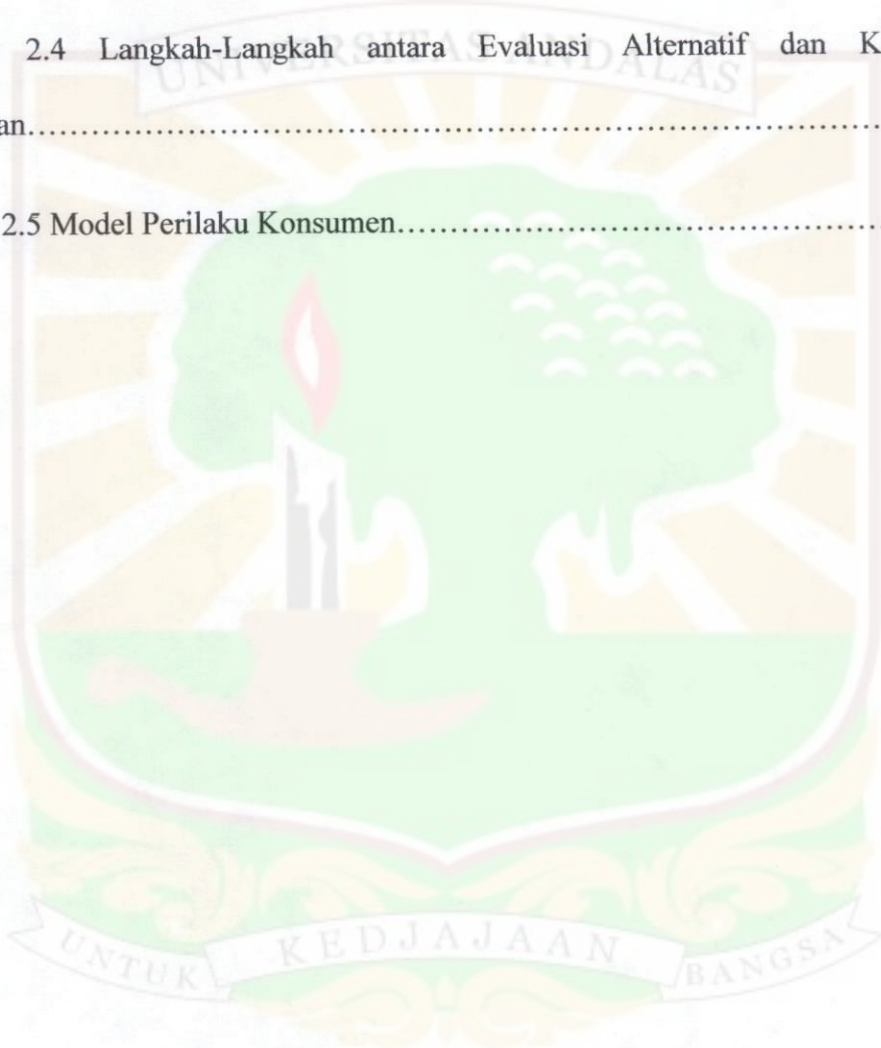 2.4 Langkah-Langkah antara Evaluasi Alternatif dan K
UNIVERSITAS ANDALAS
an……………………………………………………………
2.5 Model Perilaku Konsumen……………………………………
UNTUK KEDJAJAAN BANGSA